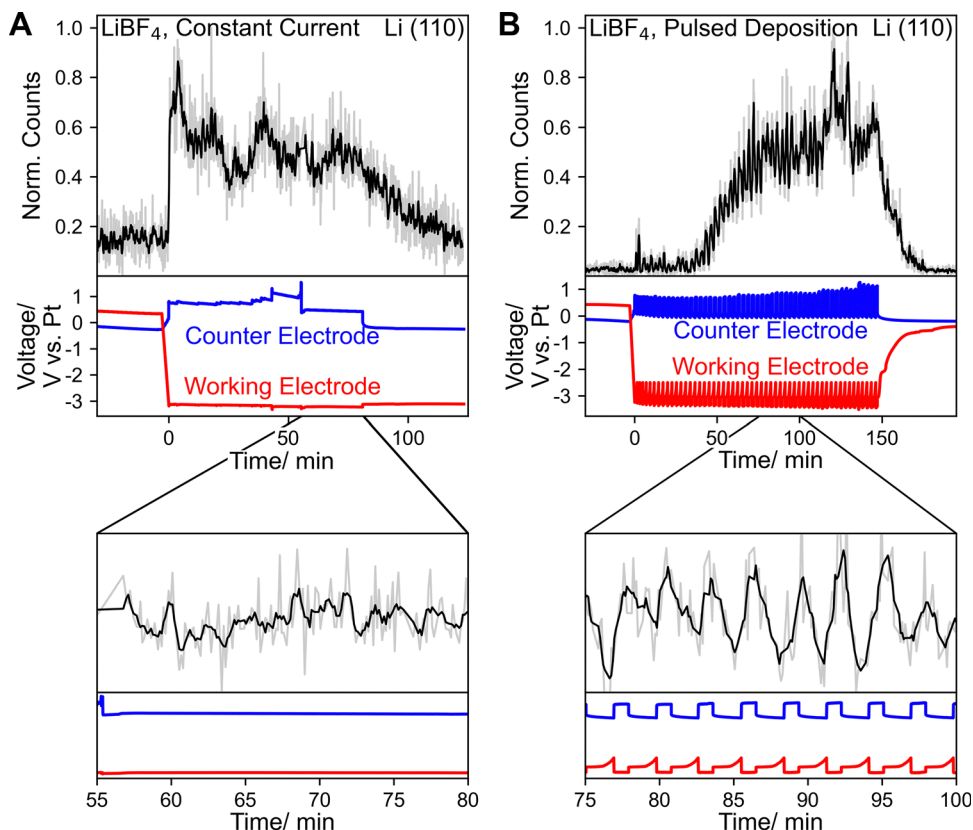 A
LiBF4, Constant Current Li (110)
Norm. Counts
1.0
0.8
0.6
0.4
0.2
Voltage/
V vs. Pt
1
0
-1
-2
-3
Counter Electrode
Working Electrode
0 50 100
Time/ min
55 60 65 70 75 80
Time/ min
B
LiBF4, Pulsed Deposition Li (110)
Norm. Counts
1.0
0.8
0.6
0.4
0.2
Voltage/
V vs. Pt
1
0
-1
-2
-3
Counter Electrode
Working Electrode
0 50 100 150
Time/ min
75 80 85 90 95 100
Time/ min